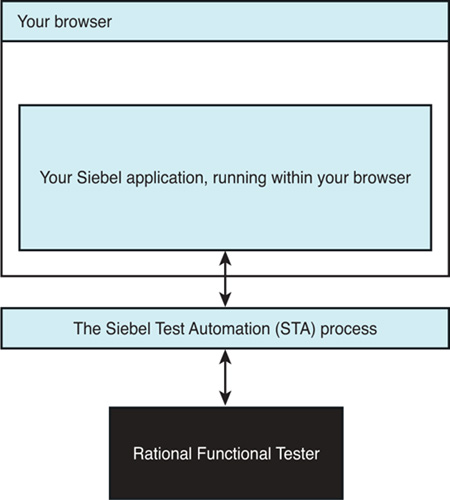 Your browser
Your Siebel application, running within your browser
The Siebel Test Automation (STA) process
Rational Functional Tester